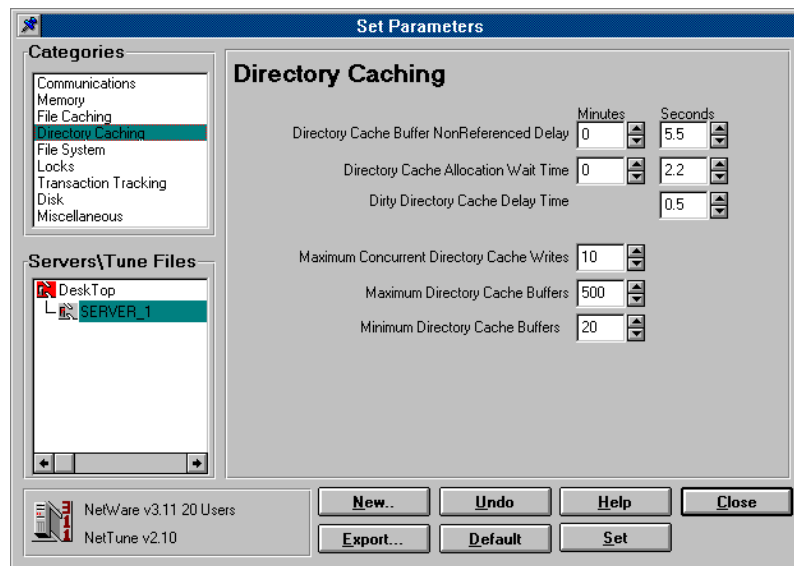 Set Parameters
Categories
Communications
Memory
File Caching
Directory Caching
File System
Locks
Transaction Tracking
Disk
Miscellaneous
Servers\Tune Files
DeskTop
SERVER_1
Directory Caching
Minutes Seconds
Directory Cache Buffer NonReferenced Delay 0 5.5
Directory Cache Allocation Wait Time 0 2.2
Dirty Directory Cache Delay Time 0.5
Maximum Concurrent Directory Cache Writes 10
Maximum Directory Cache Buffers 500
Minimum Directory Cache Buffers 20
311
NetWare v3.11 20 Users
NetTune v2.10
New.. Undo Help Close
Export... Default Set